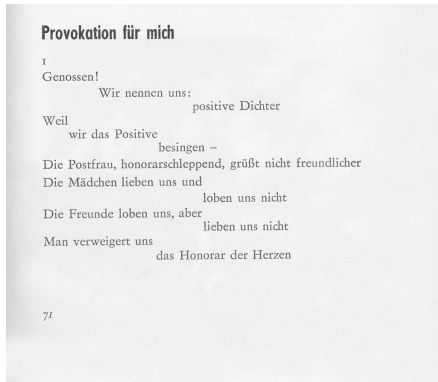 Provokation für mich
1
Genossen!
Wir nennen uns:
positive Dichter
Weil
wir das Positive
besingen –
Die Postfrau, honorarschleppend, grüßt nicht freundlicher
Die Mädchen lieben uns und
loben uns nicht
Die Freunde loben uns, aber
lieben uns nicht
Man verweigert uns
das Honorar der Herzen
71